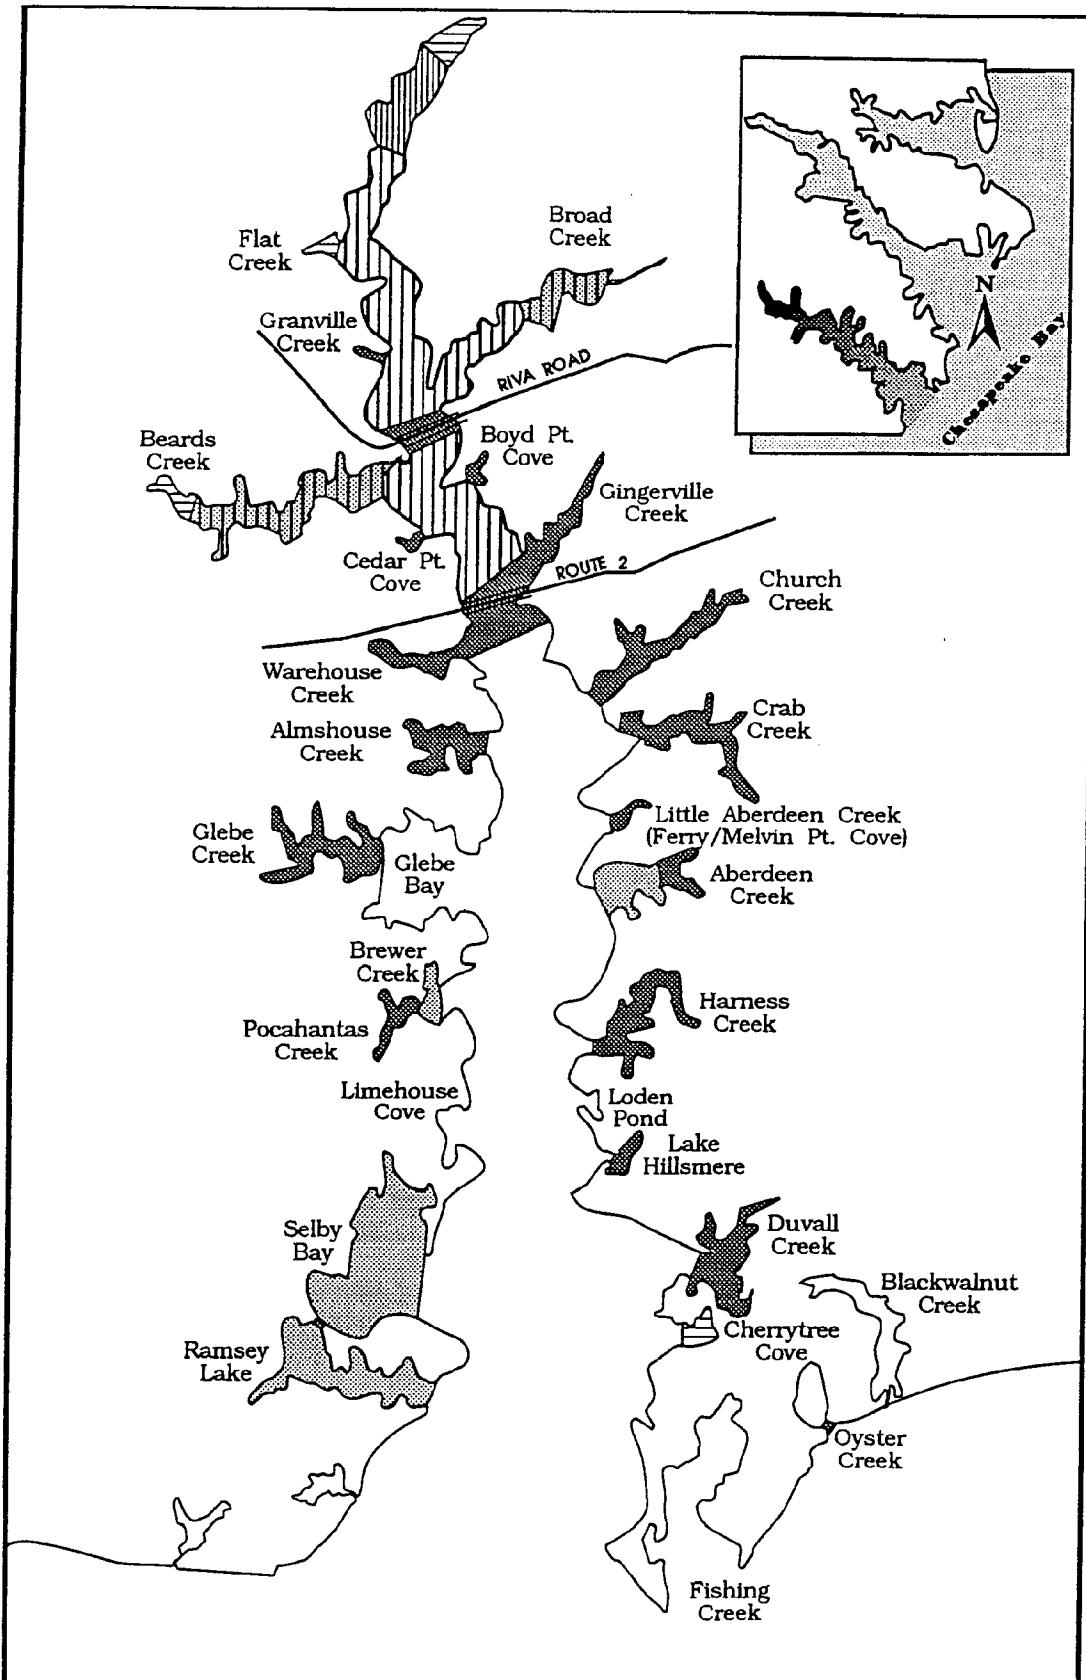 Broad
Creek
Flat
Creek
Granville
Creek
RIVA ROAD
N
Chesapeake Bay
Beards
Creek
Boyd Pt.
Cove
Gingerville
Creek
Cedar Pt.
Cove
ROUTE 2
Church
Creek
Warehouse
Creek
Almshouse
Creek
Crab
Creek
Glebe
Creek
Glebe
Bay
Little Aberdeen Creek
(Ferry/Melvin Pt. Cove)
Aberdeen
Creek
Brewer
Creek
Pocahantas
Creek
Harness
Creek
Limehouse
Cove
Loden
Pond
Lake
Hillsmere
Selby
Bay
Duvall
Creek
Blackwalnut
Creek
Ramsey
Lake
Cherrytree
Cove
Oyster
Creek
Fishing
Creek